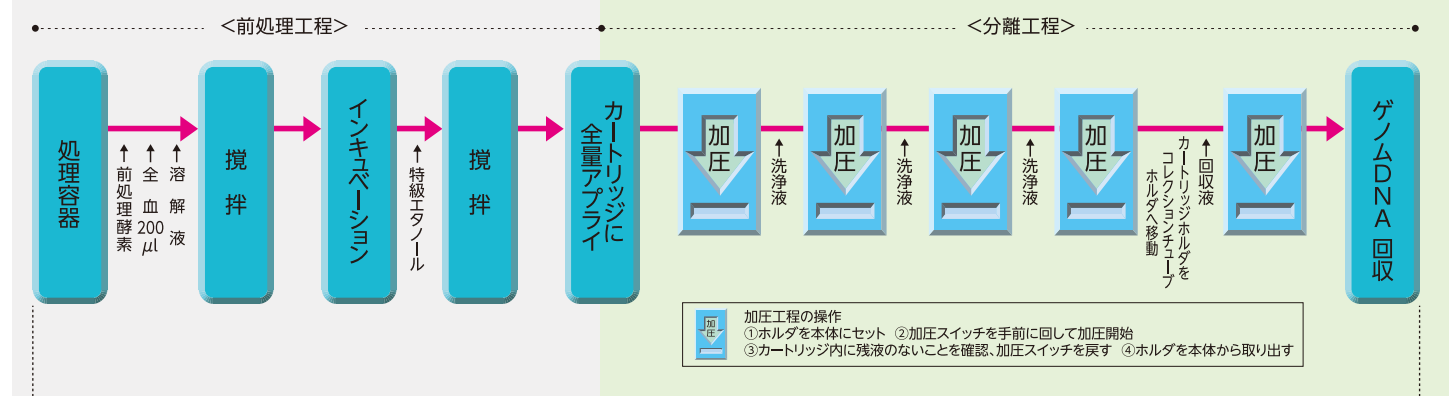 ＜前処理工程＞
＜分離工程＞
処理容器
↑前処理酵素
↑全血200μl
↑溶解液
撹拌
インキュベーション
↑特級エタノール
撹拌
カートリッジに
全量アプライ
加圧
↑洗浄液
加圧
↑洗浄液
加圧
↑洗浄液
加圧
カートリッジホルダを
コレクションチューブ
ホルダへ移動
↑回収液
加圧
ゲノムDNA回収
加圧
加圧工程の操作
①ホルダを本体にセット ②加圧スイッチを手前に回して加圧開始
③カートリッジ内に残液のないことを確認、加圧スイッチを戻す ④ホルダを本体から取り出す